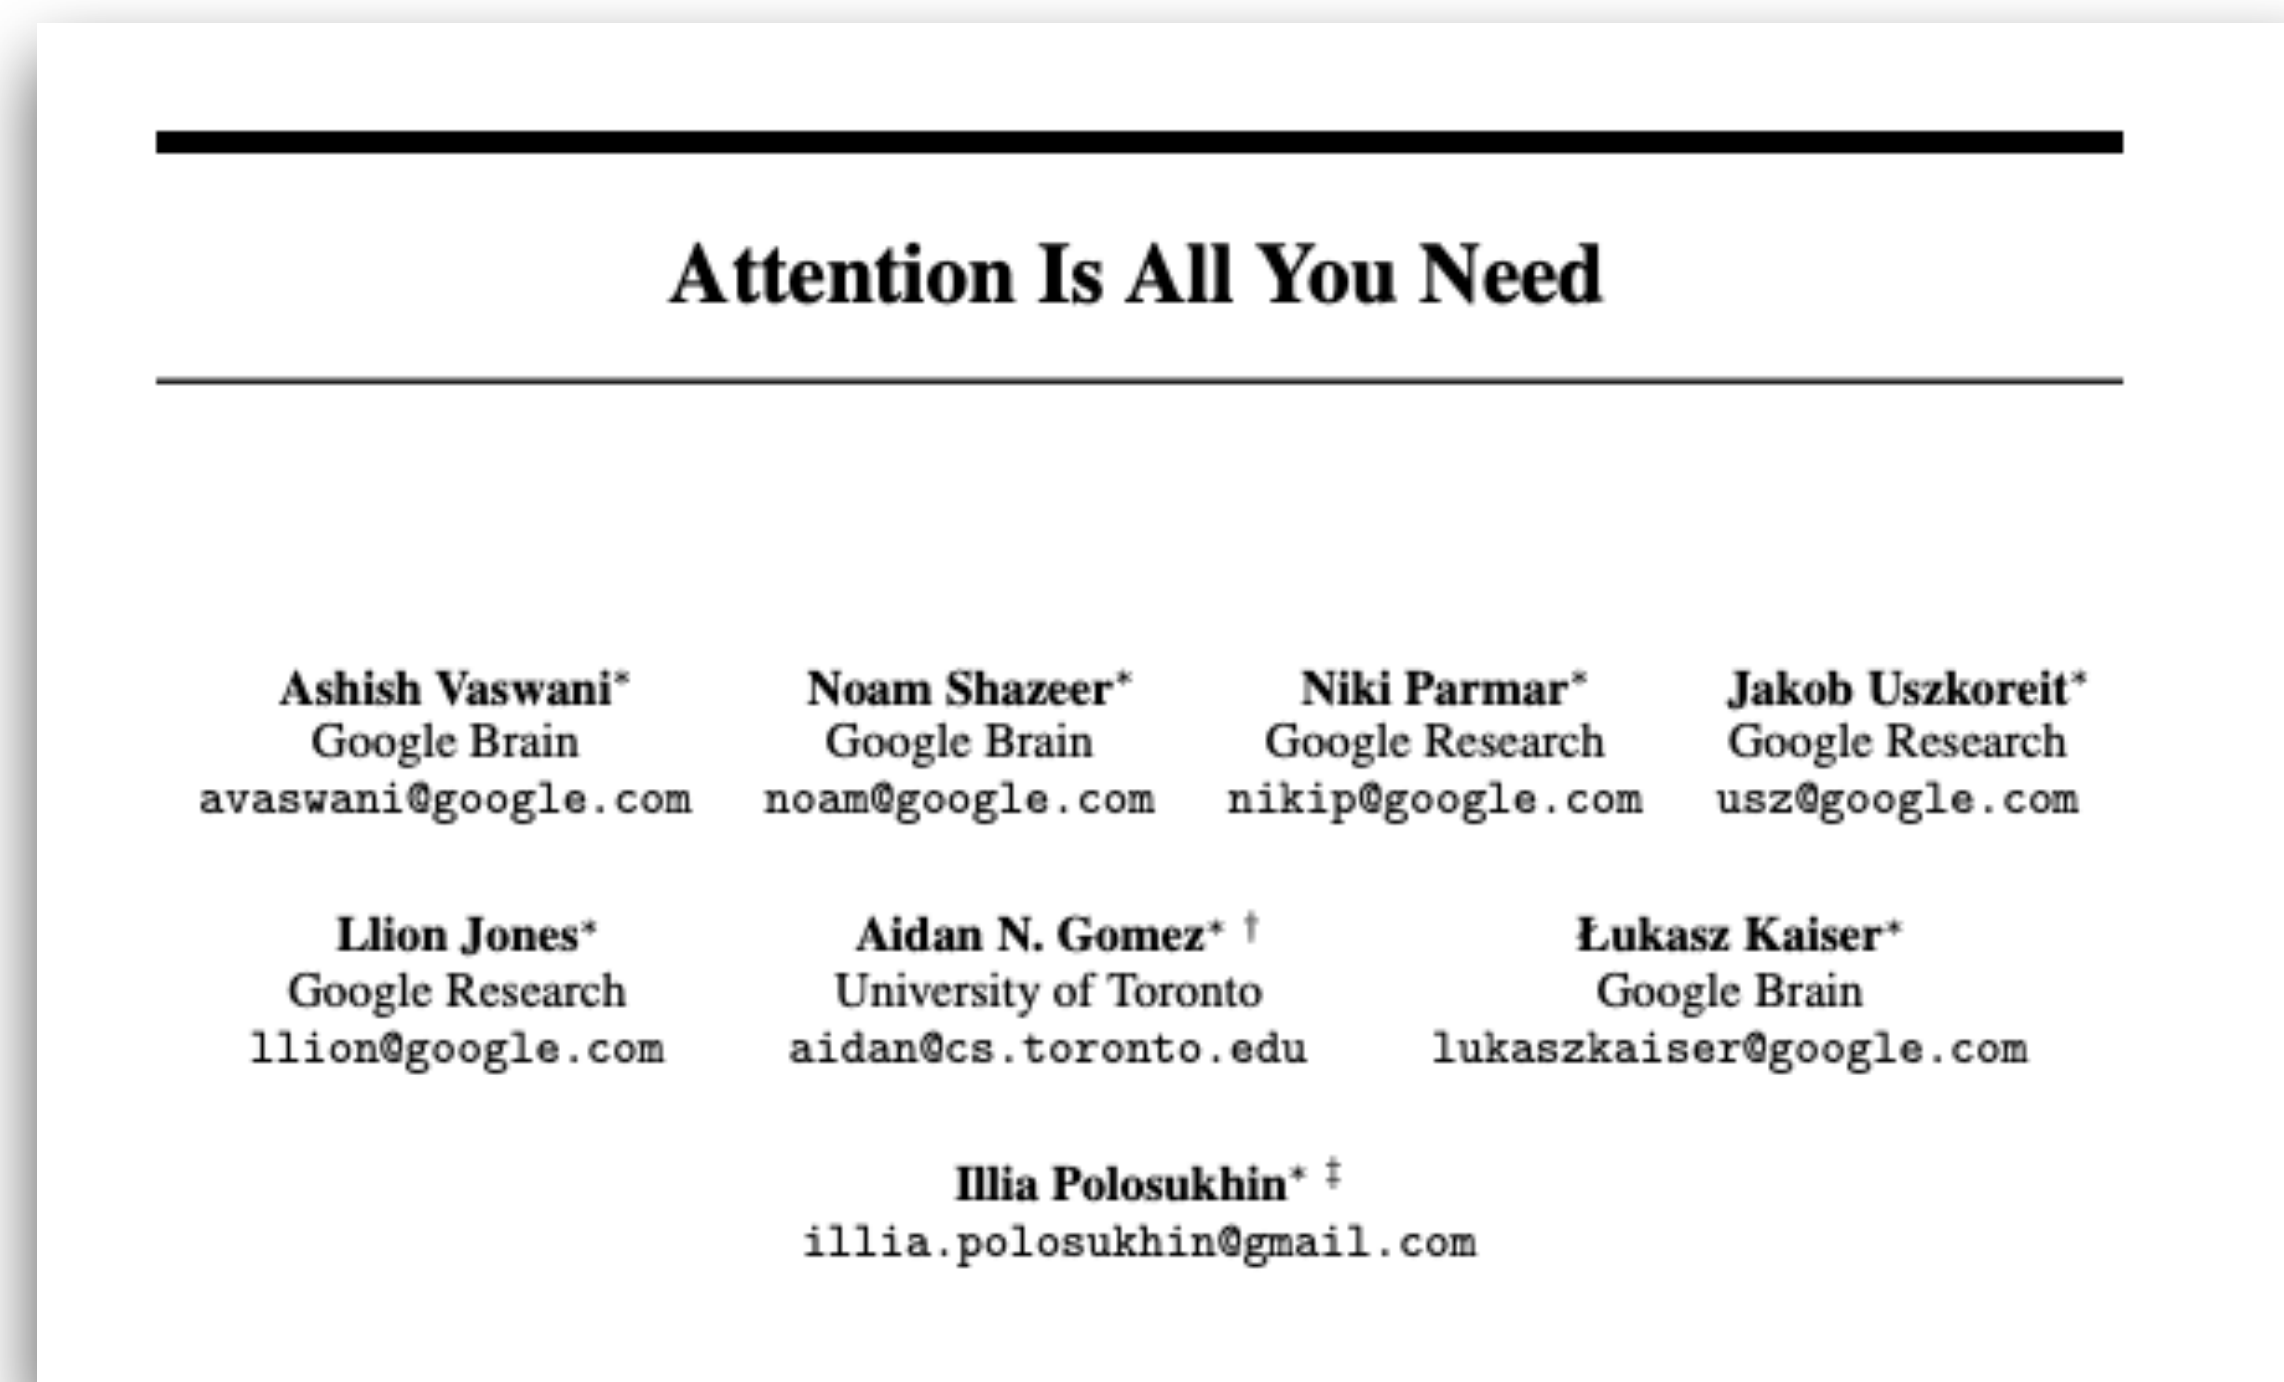 Attention Is All You Need
Ashish Vaswani* Noam Shazeer* Niki Parmar* Jakob Uszkoreit*
Google Brain Google Brain Google Research Google Research
avaswani@google.com noam@google.com nikip@google.com usz@google.com
Llion Jones* Aidan N. Gomez* † Łukasz Kaiser*
Google Research University of Toronto Google Brain
llion@google.com aidan@cs.toronto.edu lukaszkaiser@google.com
Illia Polosukhin* ‡
illia.polosukhin@gmail.com